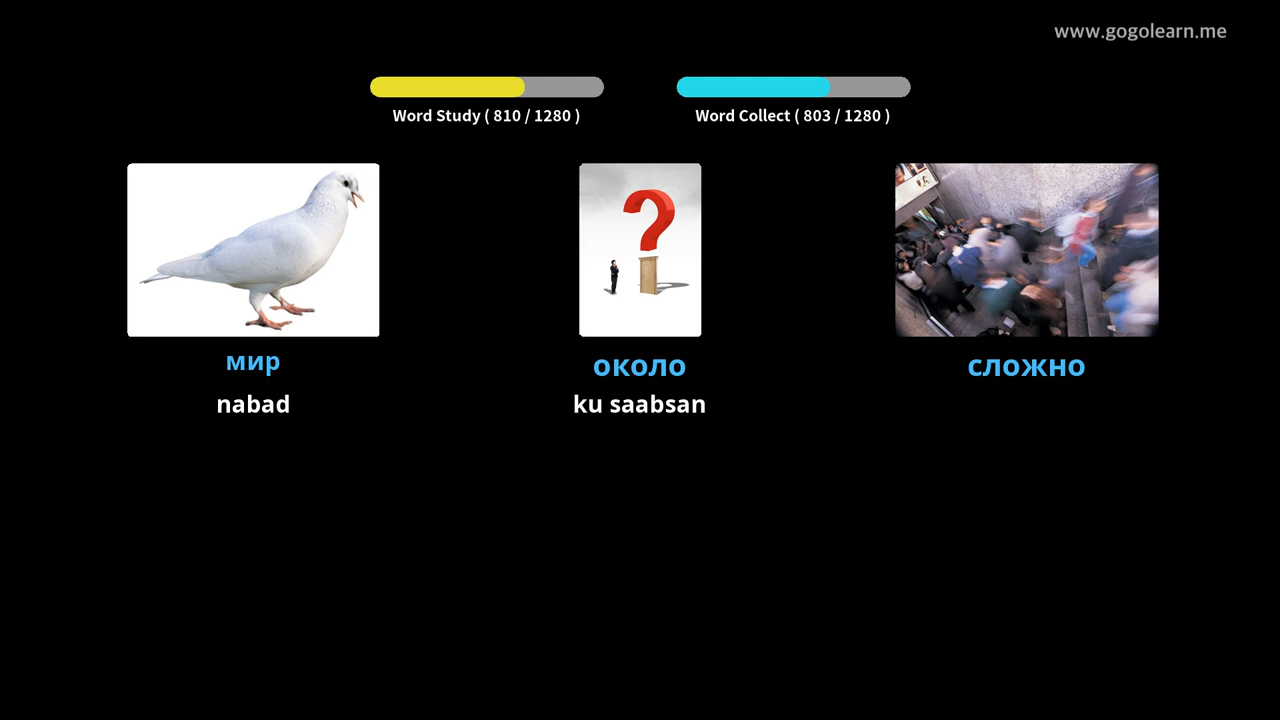 www.gogolearn.me
Word Study ( 810 / 1280 )
Word Collect ( 803 / 1280 )
мир
около
сложно
nabad
ku saabsan